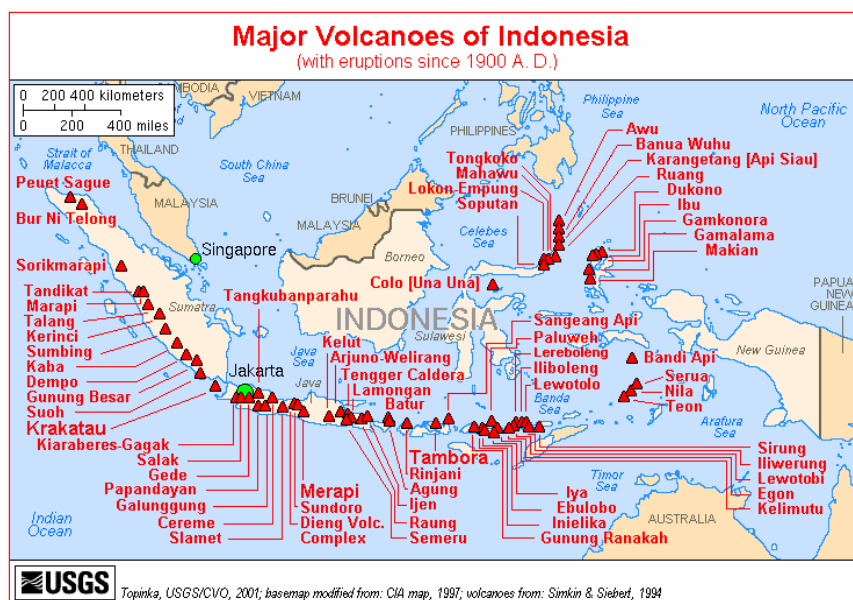 Major Volcanoes of Indonesia
(with eruptions since 1900 A. D.)
0 200 400 kilometers
0 200 400 miles
CAMBODIA
VIETNAM
THAILAND
Strait of
Malacca
South China
Sea
PHILIPPINES
Philippine
Sea
North Pacific
Ocean
MALAYSIA
BRUNEI
MALAYSIA
Celebes
Sea
Borneo
Singapore
Sumatra
INDONESIA
Sulawesi
Java
Sea
Jakarta
Java
Banda
Sea
New Guinea
PAPUA
NEW
GUINEA
Arafura
Sea
Timor
Sea
Indian
Ocean
AUSTRALIA
Peuet Sague
Bur Ni Telong
Sorikmarapi
Tandikat
Marapi
Talang
Kerinci
Sumbing
Kaba
Dempo
Gunung Besar
Suoh
Krakatau
Kiaraberes-Gagak
Salak
Gede
Papandayan
Galunggung
Cereme
Slamet
Tangkubanparahu
Merapi
Sundoro
Dieng Volc.
Complex
Kelut
Arjuno-Welirang
Tengger Caldera
Lamongan
Batur
Tambora
Rinjani
Agung
Ijen
Raung
Semeru
Tongkoko
Mahawu
Lokon-Empung
Soputan
Colo [Una Una]
Awu
Banua Wuhu
Karangetang [Api Siau]
Ruang
Dukono
Ibu
Gamkonora
Gamalama
Makian
Sangeang Api
Paluweh
Lereboleng
Iliboleng
Lewotolo
Bandi Api
Serua
Nila
Teon
Sirung
Iliwerung
Lewotobi
Egon
Kelimutu
Iya
Ebulobo
Inielika
Gunung Ranakah
USGS
Topinka, USGS/CVO, 2001; basemap modified from: CIA map, 1997; volcanoes from: Simkin & Siebert, 1994